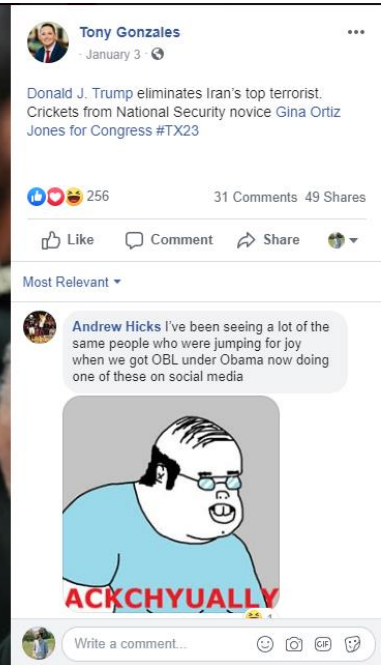 Tony Gonzales
January 3
Donald J. Trump eliminates Iran's top terrorist.
Crickets from National Security novice Gina Ortiz
Jones for Congress #TX23
256
31 Comments 49 Shares
Like Comment Share
Most Relevant
Andrew Hicks I've been seeing a lot of the
same people who were jumping for joy
when we got OBL under Obama now doing
one of these on social media
ACKCHYUALLY
Write a comment...
GIF